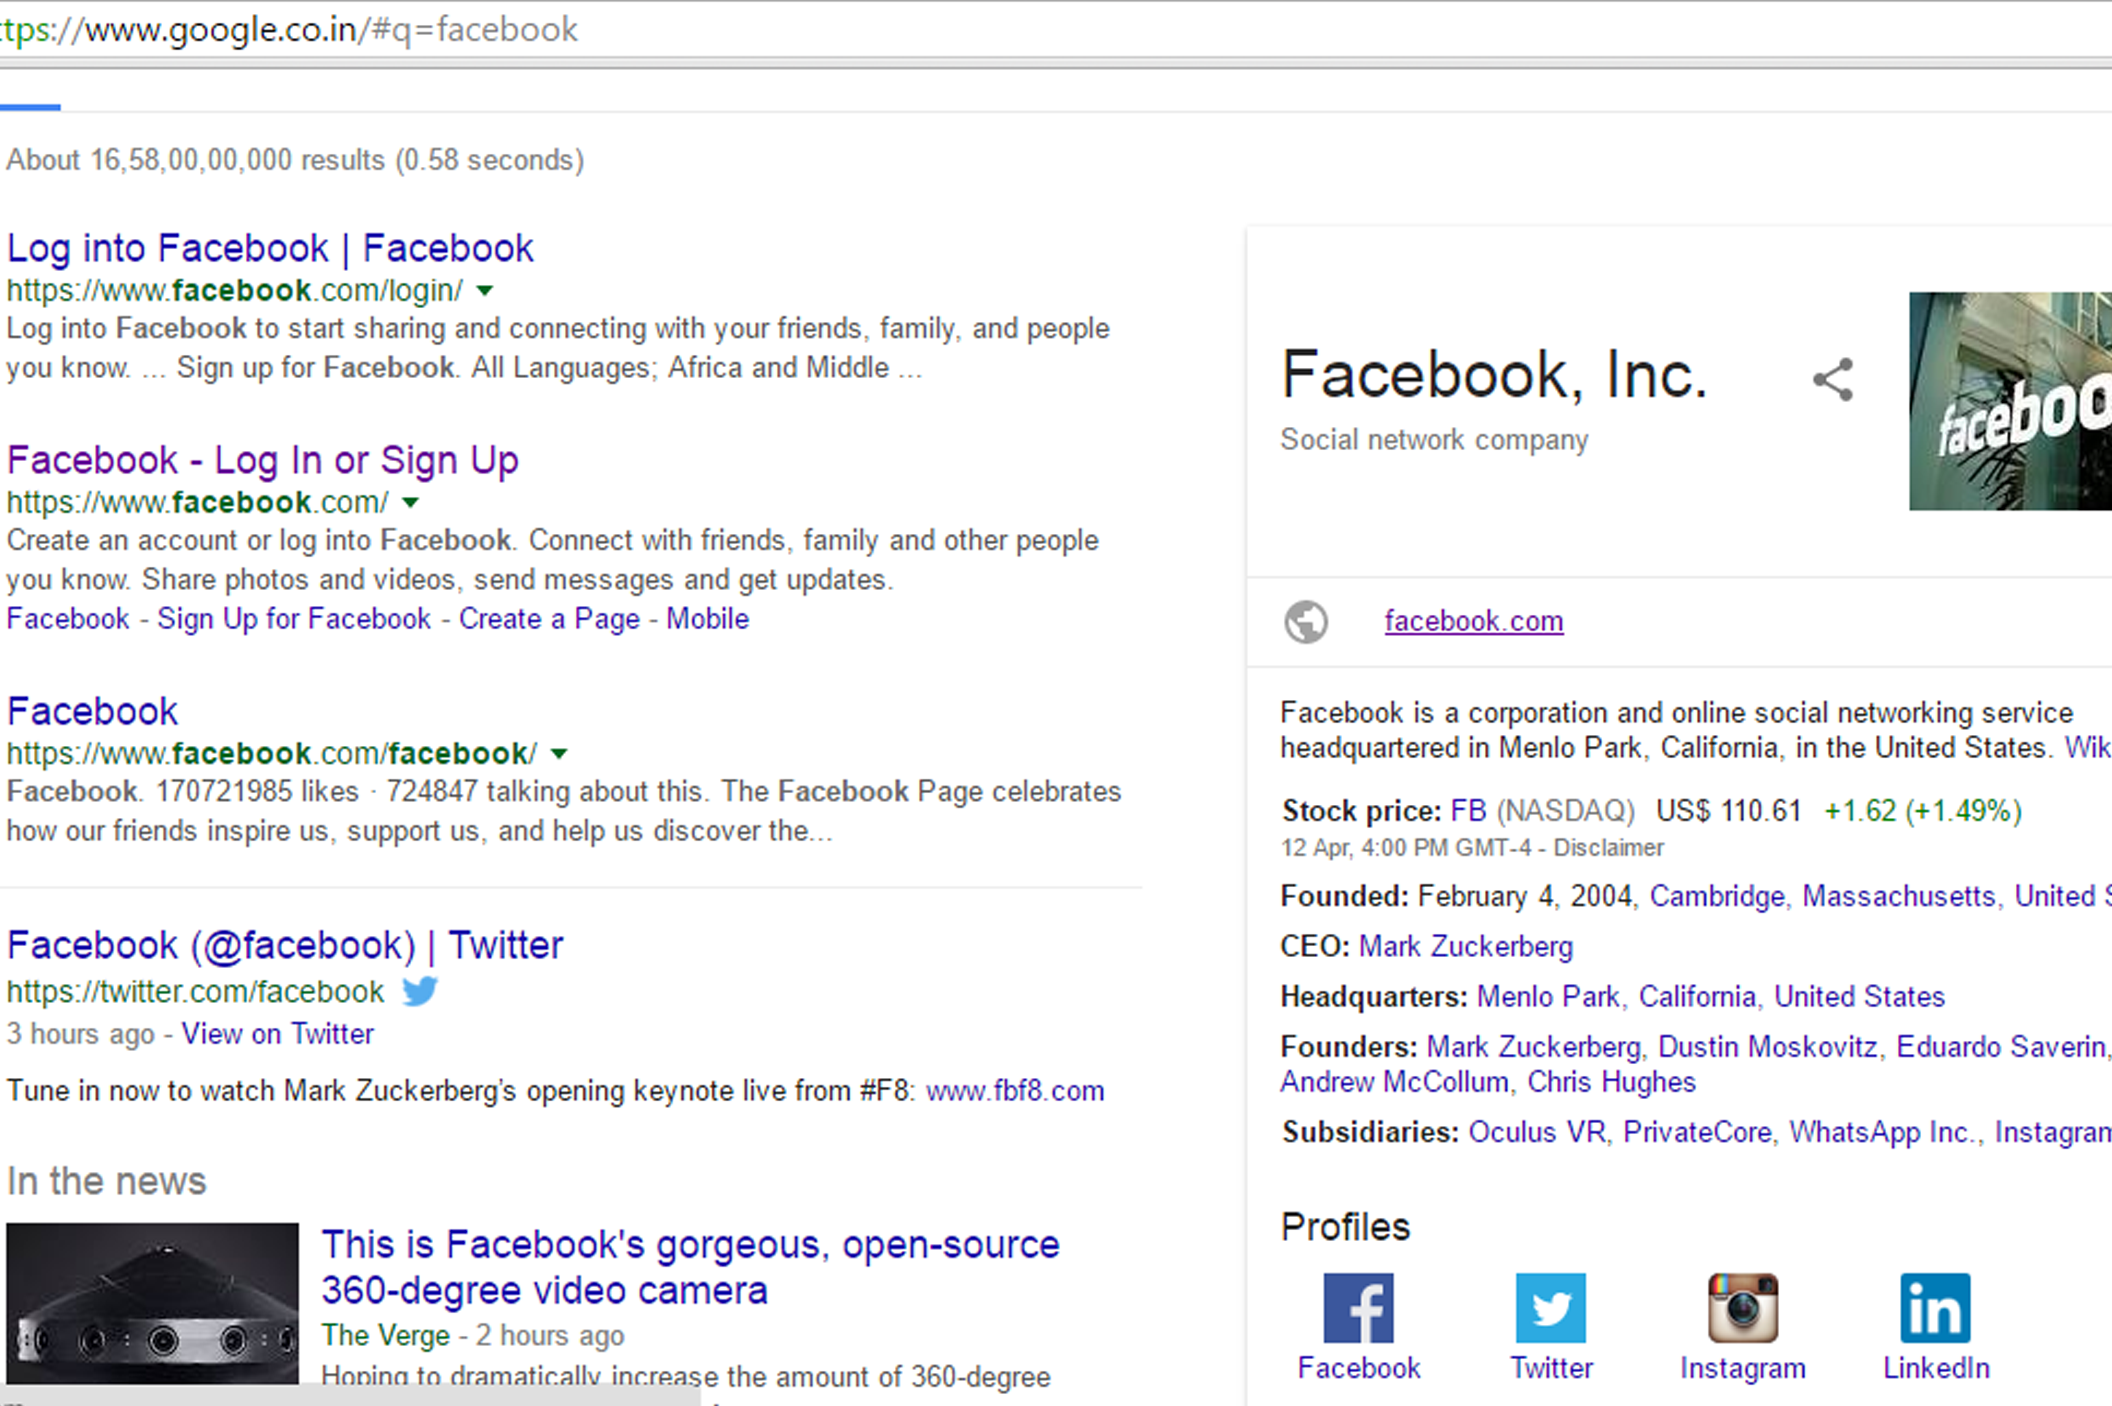 ttps://www.google.co.in/#q=facebook
About 16,58,00,00,000 results (0.58 seconds)
Log into Facebook | Facebook
https://www.facebook.com/login/
Log into Facebook to start sharing and connecting with your friends, family, and people
you know. ... Sign up for Facebook. All Languages; Africa and Middle ...
Facebook - Log In or Sign Up
https://www.facebook.com/
Create an account or log into Facebook. Connect with friends, family and other people
you know. Share photos and videos, send messages and get updates.
Facebook - Sign Up for Facebook - Create a Page - Mobile
Facebook
https://www.facebook.com/facebook/
Facebook. 170721985 likes · 724847 talking about this. The Facebook Page celebrates
how our friends inspire us, support us, and help us discover the...
Facebook (@facebook) | Twitter
https://twitter.com/facebook
3 hours ago - View on Twitter
Tune in now to watch Mark Zuckerberg's opening keynote live from #F8: www.fbf8.com
In the news
This is Facebook's gorgeous, open-source
360-degree video camera
The Verge - 2 hours ago
Hoping to dramatically increase the amount of 360-degree
Facebook, Inc.
Social network company
faceboo
facebook.com
Facebook is a corporation and online social networking service
headquartered in Menlo Park, California, in the United States. Wik
Stock price: FB (NASDAQ) US$ 110.61 +1.62 (+1.49%)
12 Apr, 4:00 PM GMT-4 - Disclaimer
Founded: February 4, 2004, Cambridge, Massachusetts, United S
CEO: Mark Zuckerberg
Headquarters: Menlo Park, California, United States
Founders: Mark Zuckerberg, Dustin Moskovitz, Eduardo Saverin,
Andrew McCollum, Chris Hughes
Subsidiaries: Oculus VR, PrivateCore, WhatsApp Inc., Instagram
Profiles
Facebook Twitter Instagram LinkedIn